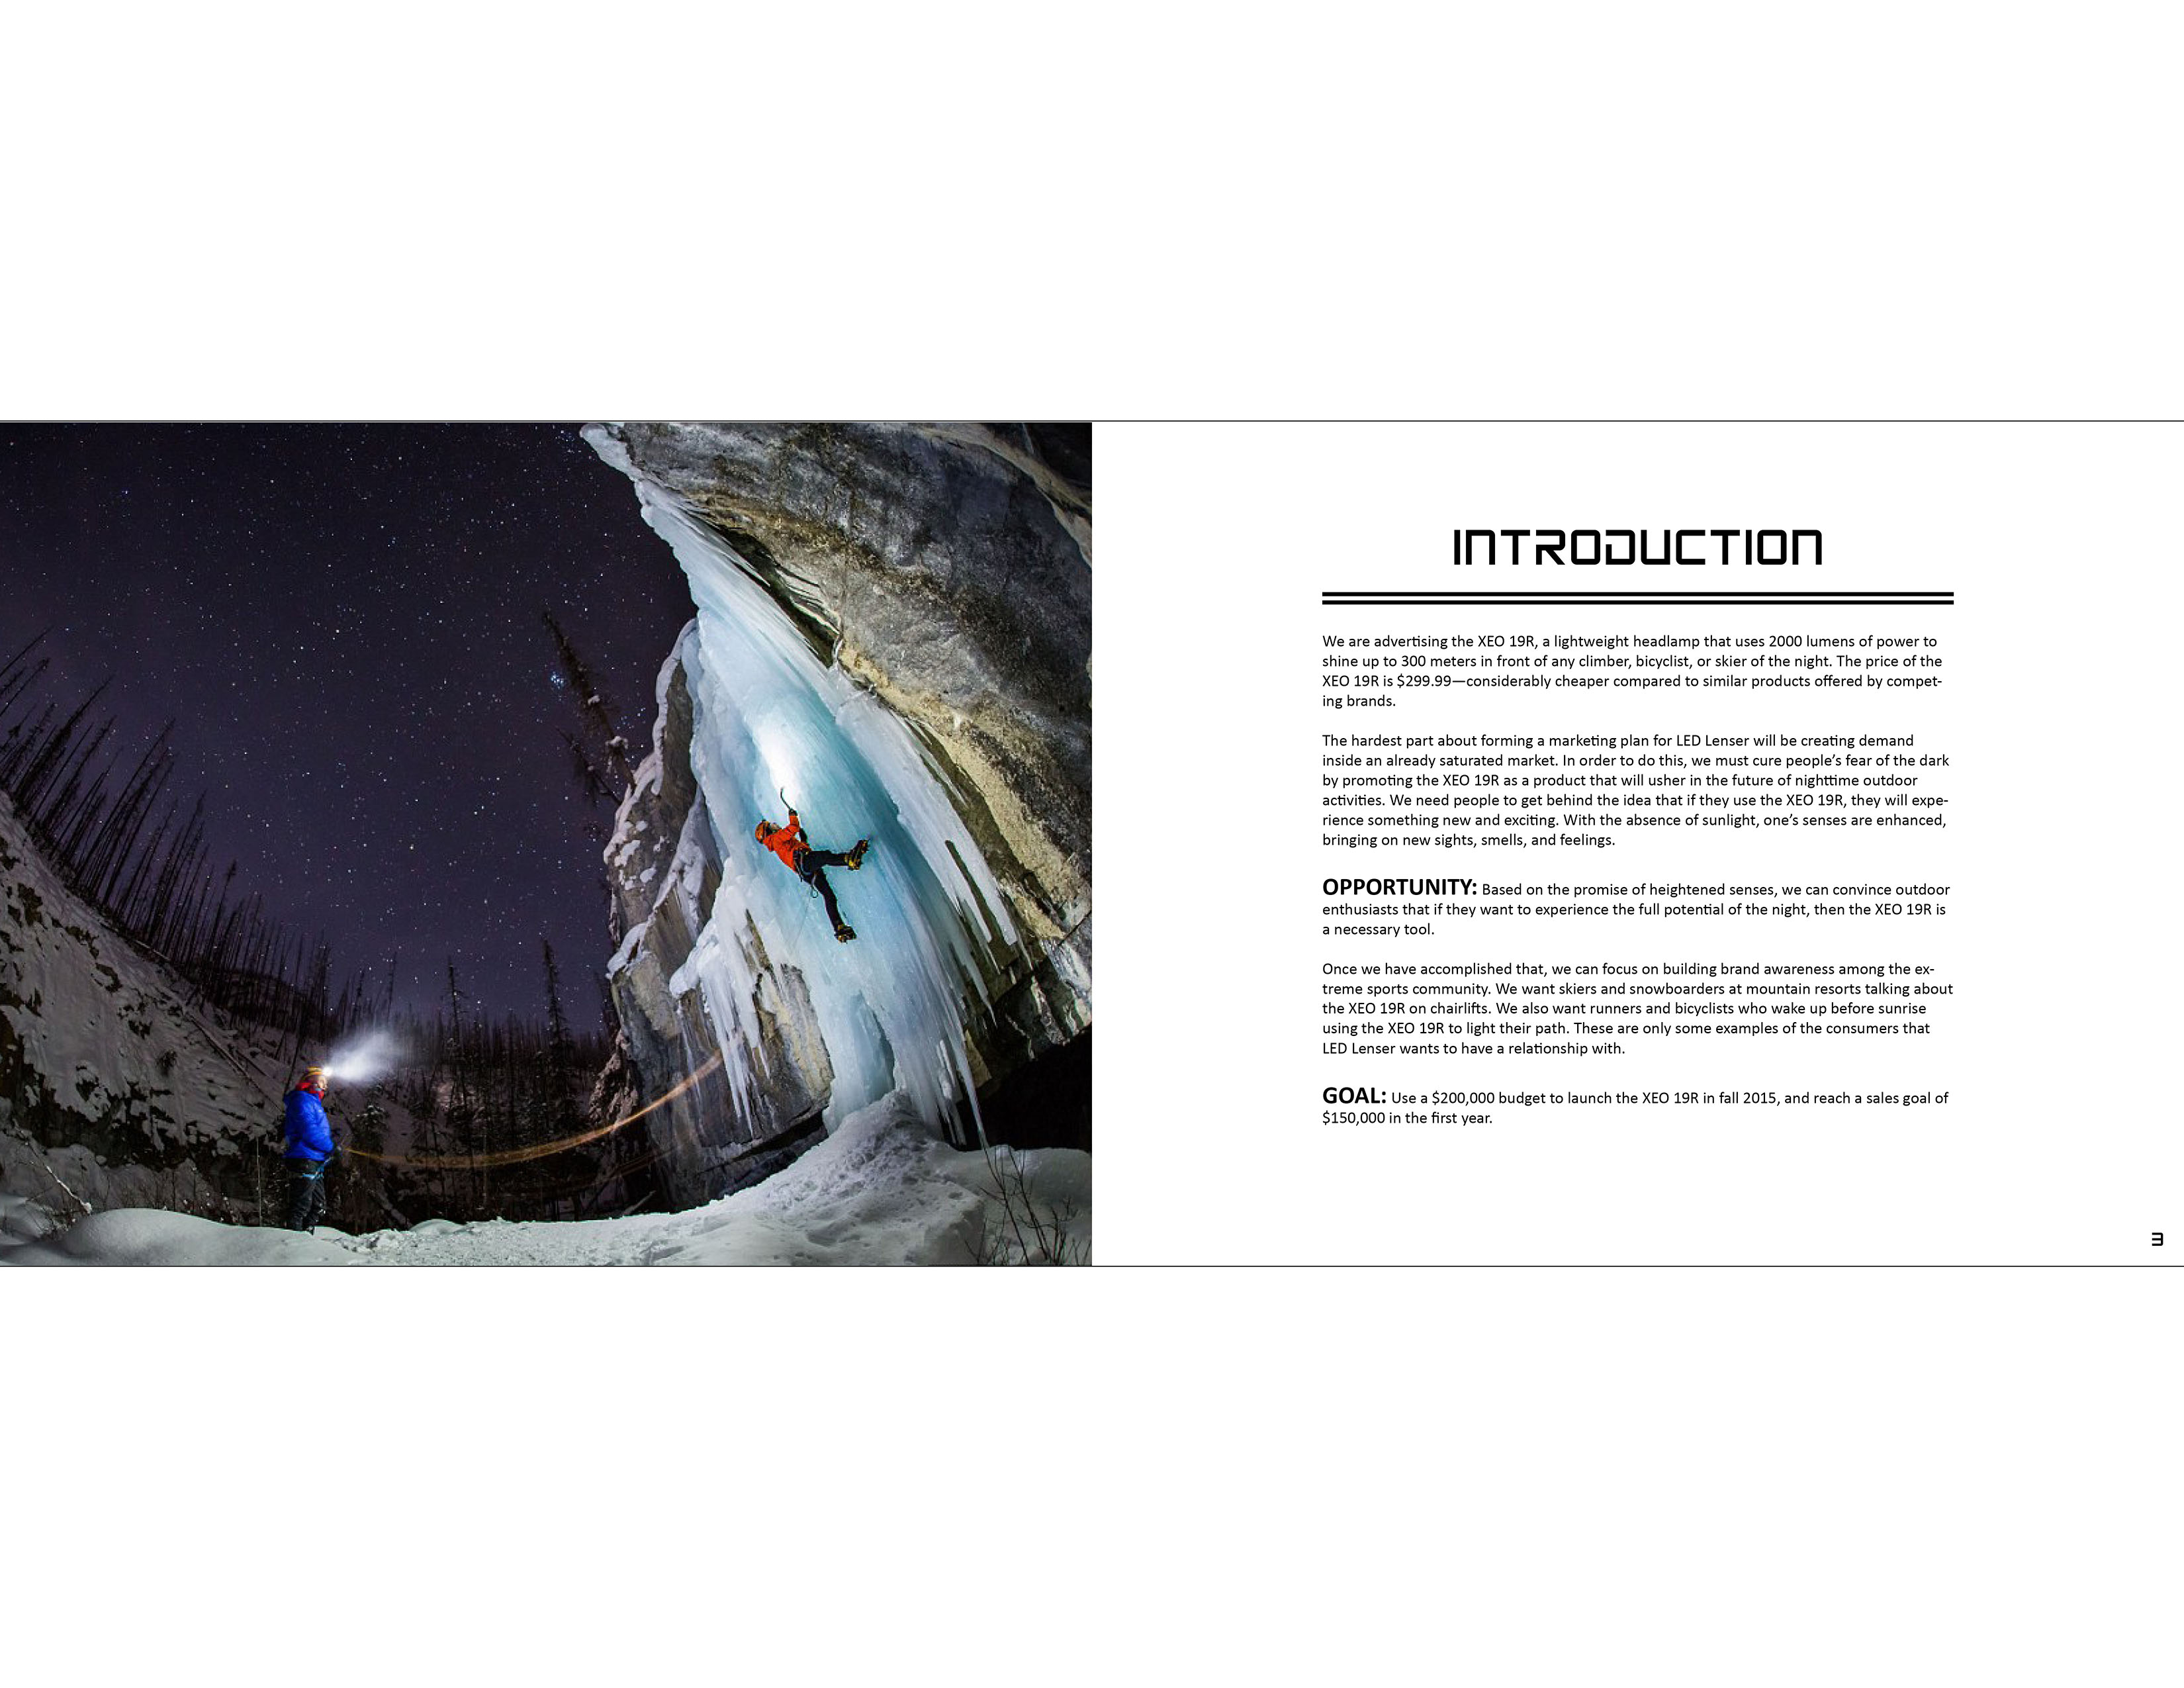 INTRODUCTION
We are advertising the XEO 19R, a lightweight headlamp that uses 2000 lumens of power to
shine up to 300 meters in front of any climber, bicyclist, or skier of the night. The price of the
XEO 19R is $299.99—considerably cheaper compared to similar products offered by compet-
ing brands.
The hardest part about forming a marketing plan for LED Lenser will be creating demand
inside an already saturated market. In order to do this, we must cure people’s fear of the dark
by promoting the XEO 19R as a product that will usher in the future of nighttime outdoor
activities. We need people to get behind the idea that if they use the XEO 19R, they will expe-
rience something new and exciting. With the absence of sunlight, one’s senses are enhanced,
bringing on new sights, smells, and feelings.
OPPORTUNITY: Based on the promise of heightened senses, we can convince outdoor
enthusiasts that if they want to experience the full potential of the night, then the XEO 19R is
a necessary tool.
Once we have accomplished that, we can focus on building brand awareness among the ex-
treme sports community. We want skiers and snowboarders at mountain resorts talking about
the XEO 19R on chairlifts. We also want runners and bicyclists who wake up before sunrise
using the XEO 19R to light their path. These are only some examples of the consumers that
LED Lenser wants to have a relationship with.
GOAL: Use a $200,000 budget to launch the XEO 19R in fall 2015, and reach a sales goal of
$150,000 in the first year.
3